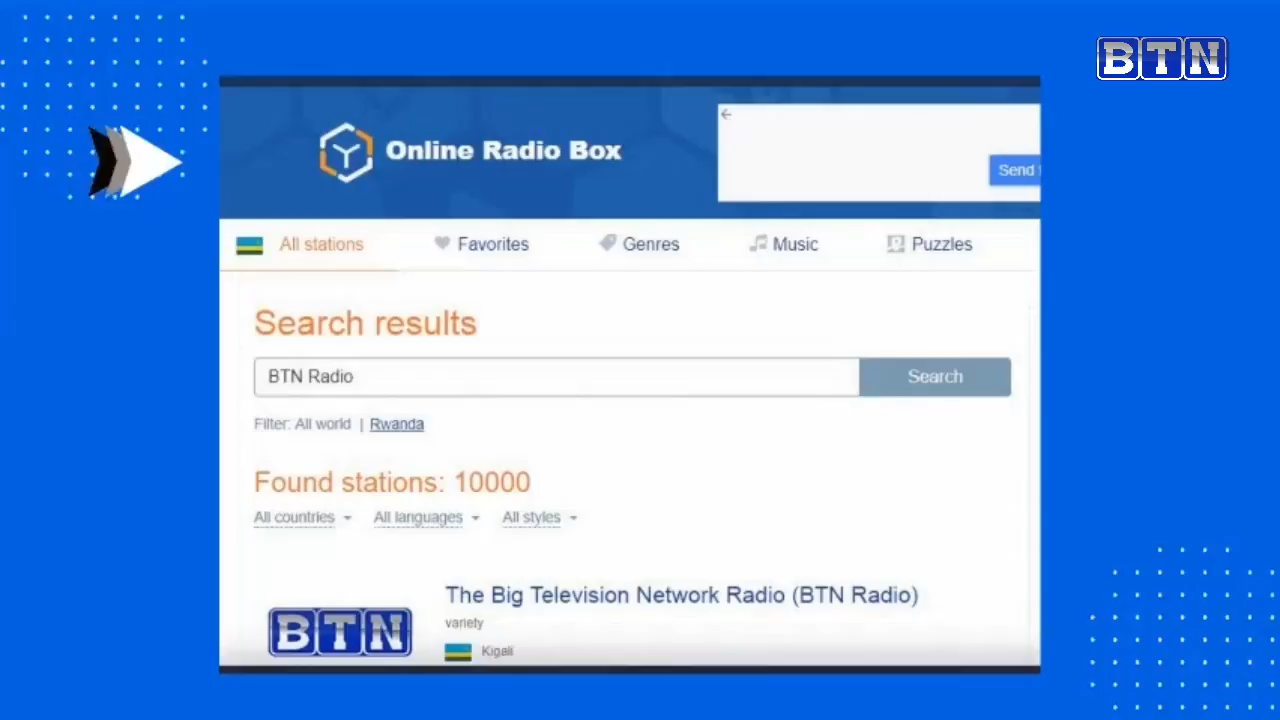 BTN
Online Radio Box
Send
All stations
Favorites
Genres
Music
Puzzles
Search results
BTN Radio
Search
Filter: All world | Rwanda
Found stations: 10000
All countries
All languages
All styles
The Big Television Network Radio (BTN Radio)
variety
BTN
Kigali